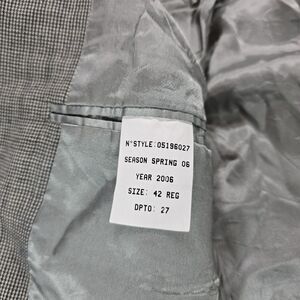 N°STYLE:05196027
SEASON SPRING 06
YEAR 2006
SIZE: 42 REG
DPTO: 27